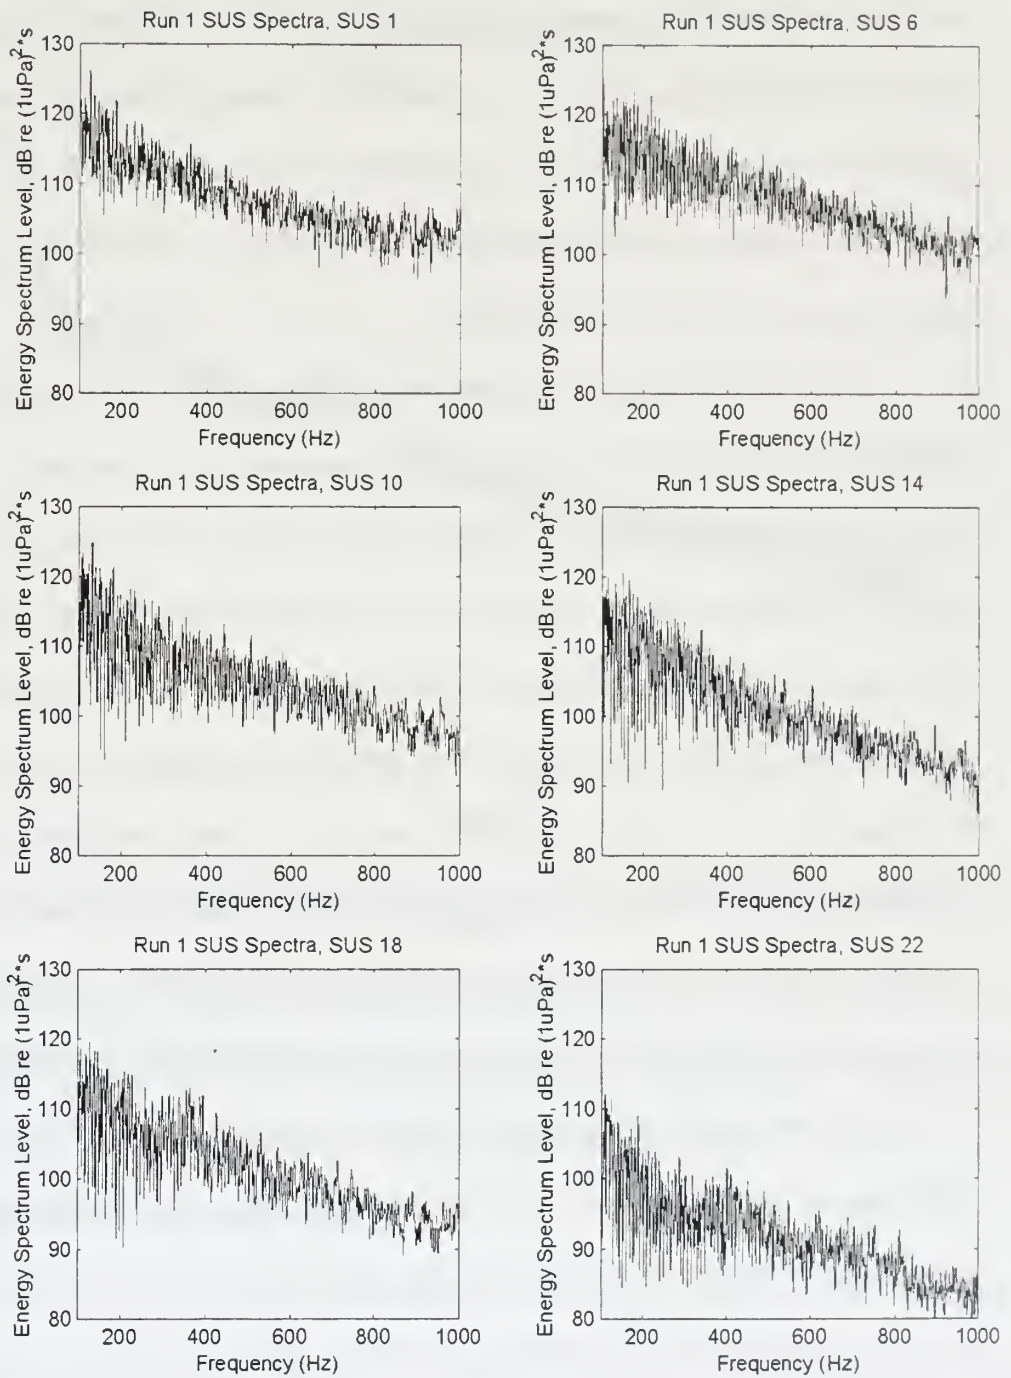 Run 1 SUS Spectra, SUS 1
Energy Spectrum Level, dB re (1uPa)²*s
130
120
110
100
90
80
200 400 600 800 1000
Frequency (Hz)
Run 1 SUS Spectra, SUS 6
Energy Spectrum Level, dB re (1uPa)²*s
130
120
110
100
90
80
200 400 600 800 1000
Frequency (Hz)
Run 1 SUS Spectra, SUS 10
Energy Spectrum Level, dB re (1uPa)²*s
130
120
110
100
90
80
200 400 600 800 1000
Frequency (Hz)
Run 1 SUS Spectra, SUS 14
Energy Spectrum Level, dB re (1uPa)²*s
130
120
110
100
90
80
200 400 600 800 1000
Frequency (Hz)
Run 1 SUS Spectra, SUS 18
Energy Spectrum Level, dB re (1uPa)²*s
130
120
110
100
90
80
200 400 600 800 1000
Frequency (Hz)
Run 1 SUS Spectra, SUS 22
Energy Spectrum Level, dB re (1uPa)²*s
130
120
110
100
90
80
200 400 600 800 1000
Frequency (Hz)